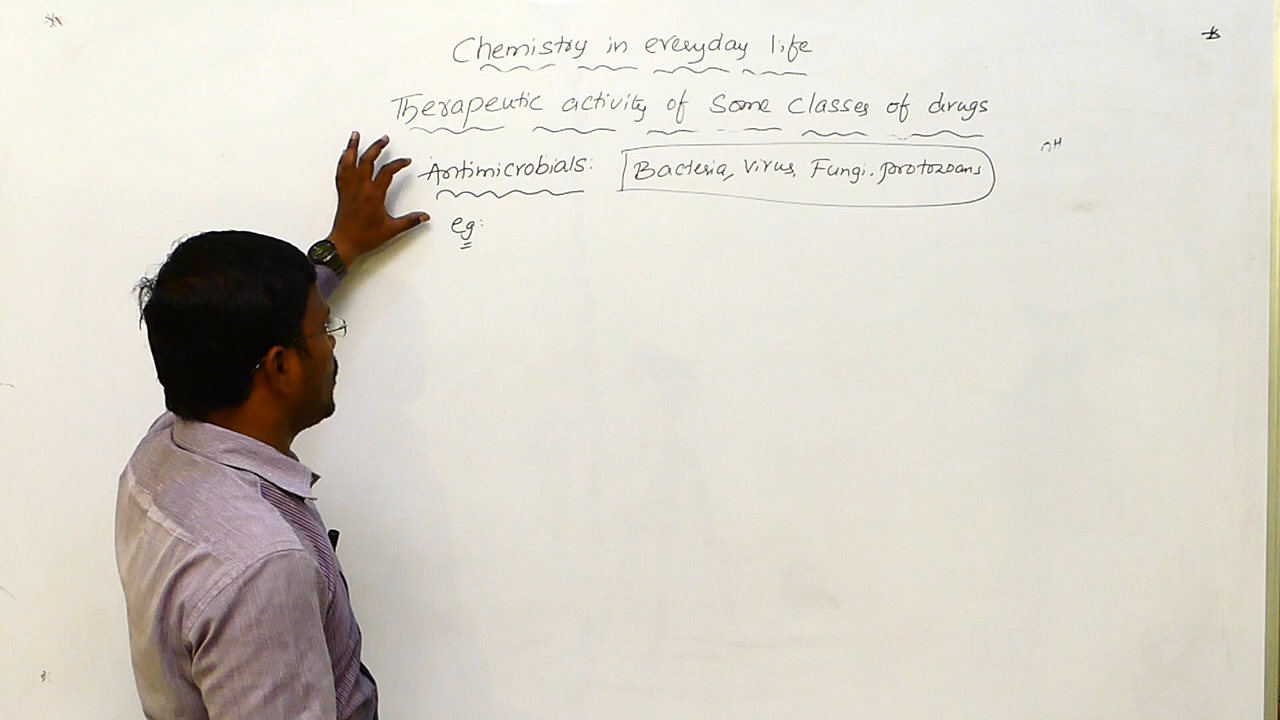 Chemistry in everyday life
Therapeutic activity of Some Classes of drugs
Antimicrobials: Bacteria, Virus, Fungi. protozoans
eg: